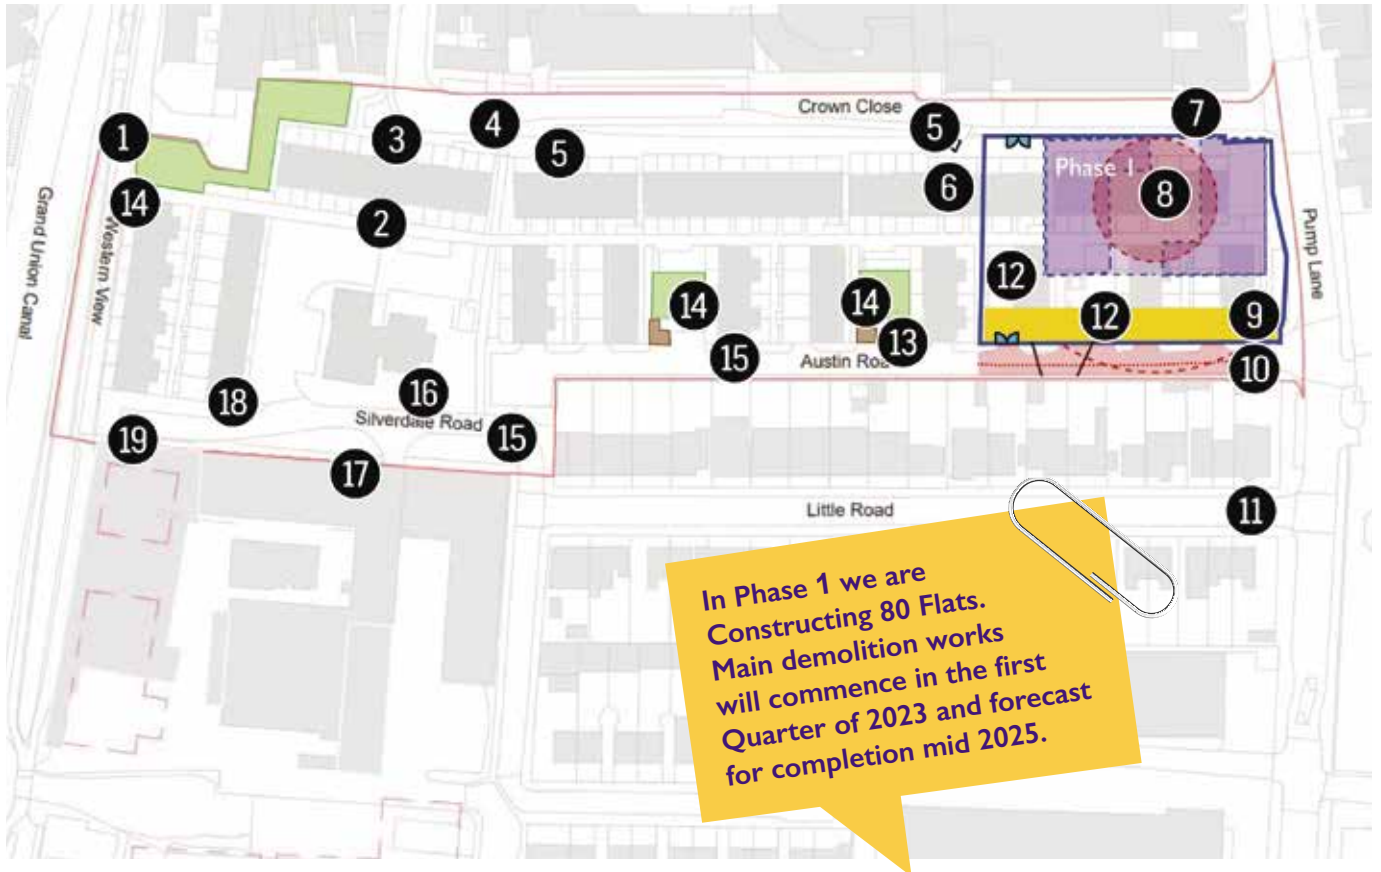 Crown Close
7
4
5
1
3
5
Phase 1
6
8
14
2
Grand Union Canal
Western View
Pump Lane
12
14
14
12
9
13
15
Austin Roa
10
16
18
Silverdale Road
15
19
17
Little Road
11
In Phase 1 we are
Constructing 80 Flats.
Main demolition works
will commence in the first
Quarter of 2023 and forecast
for completion mid 2025.